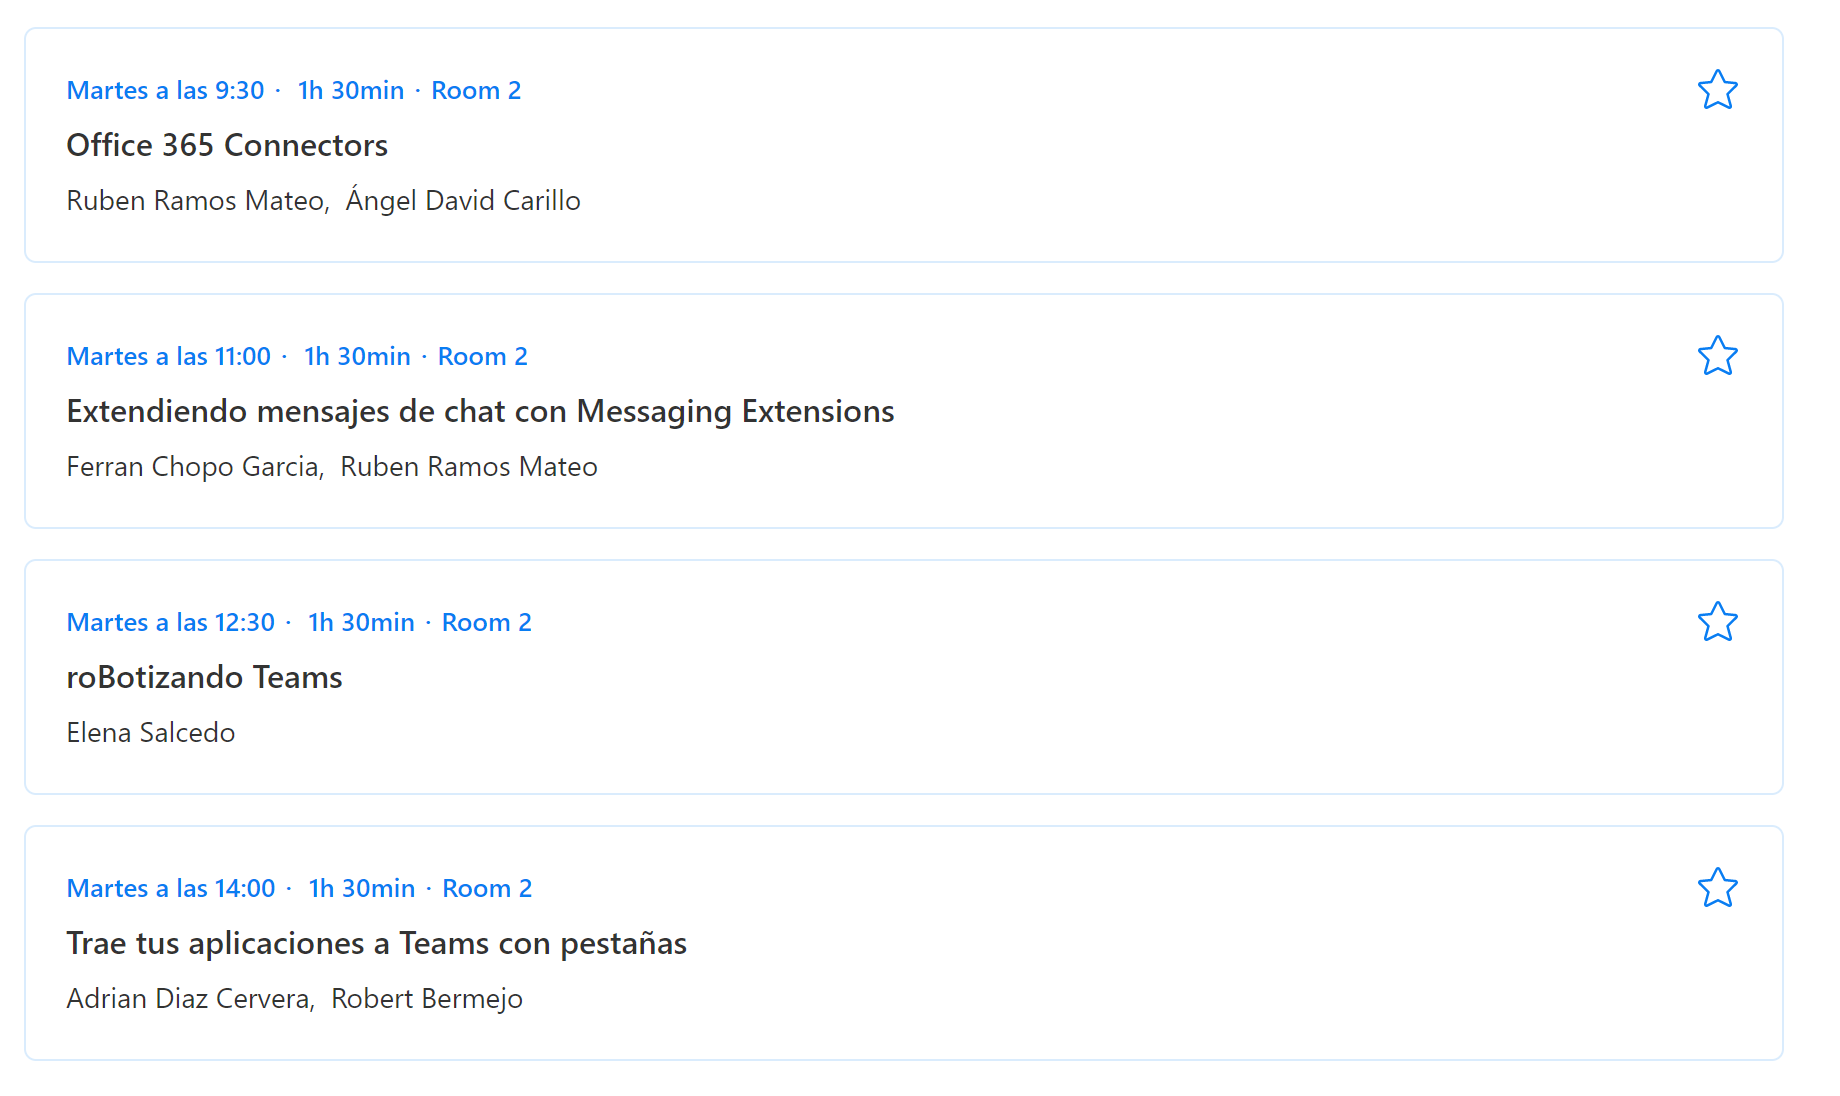 Martes a las 9:30 · 1h 30min · Room 2
Office 365 Connectors
Ruben Ramos Mateo, Ángel David Carillo
Martes a las 11:00 · 1h 30min · Room 2
Extendiendo mensajes de chat con Messaging Extensions
Ferran Chopo Garcia, Ruben Ramos Mateo
Martes a las 12:30 · 1h 30min · Room 2
roBotizando Teams
Elena Salcedo
Martes a las 14:00 · 1h 30min · Room 2
Trae tus aplicaciones a Teams con pestañas
Adrian Diaz Cervera, Robert Bermejo